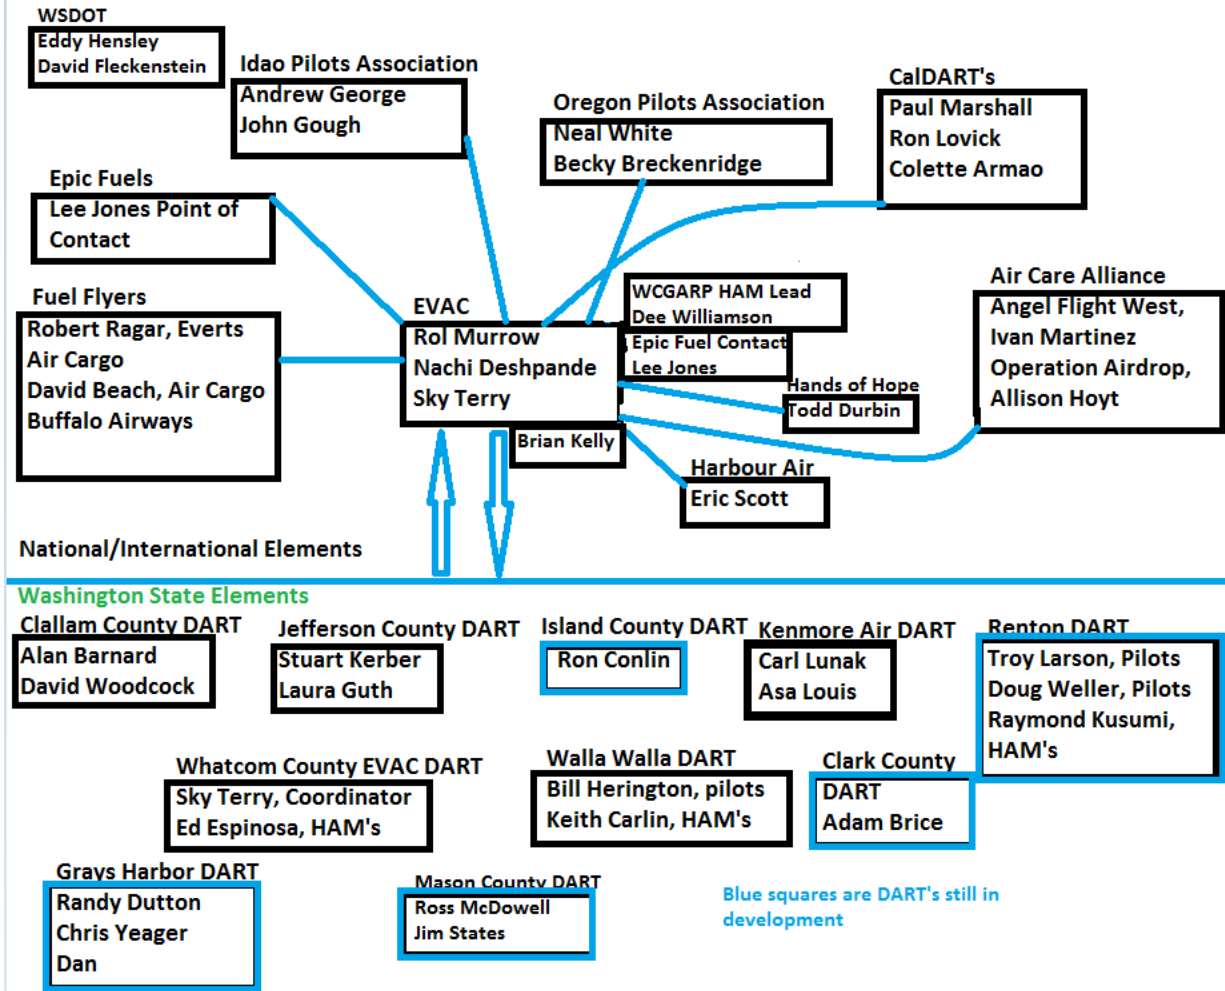 WSDOT
Eddy Hensley
David Fleckenstein
Idao Pilots Association
Andrew George
John Gough
Oregon Pilots Association
Neal White
Becky Breckenridge
CalDART's
Paul Marshall
Ron Lovick
Colette Armao
Epic Fuels
Lee Jones Point of
Contact
Fuel Flyers
Robert Ragar, Everts
Air Cargo
David Beach, Air Cargo
Buffalo Airways
EVAC
Rol Murrow
Nachi Deshpande
Sky Terry
WCGARP HAM Lead
Dee Williamson
Epic Fuel Contact
Lee Jones
Brian Kelly
Hands of Hope
Todd Durbin
Air Care Alliance
Angel Flight West,
Ivan Martinez
Operation Airdrop,
Allison Hoyt
Harbour Air
Eric Scott
National/International Elements
Washington State Elements
Clallam County DART
Alan Barnard
David Woodcock
Jefferson County DART
Stuart Kerber
Laura Guth
Island County DART
Ron Conlin
Kenmore Air DART
Carl Lunak
Asa Louis
Renton DART
Troy Larson, Pilots
Doug Weller, Pilots
Raymond Kusumi,
HAM's
Whatcom County EVAC DART
Sky Terry, Coordinator
Ed Espinosa, HAM's
Walla Walla DART
Bill Herington, pilots
Keith Carlin, HAM's
Clark County
DART
Adam Brice
Grays Harbor DART
Randy Dutton
Chris Yeager
Dan
Mason County DART
Ross McDowell
Jim States
Blue squares are DART's still in
development